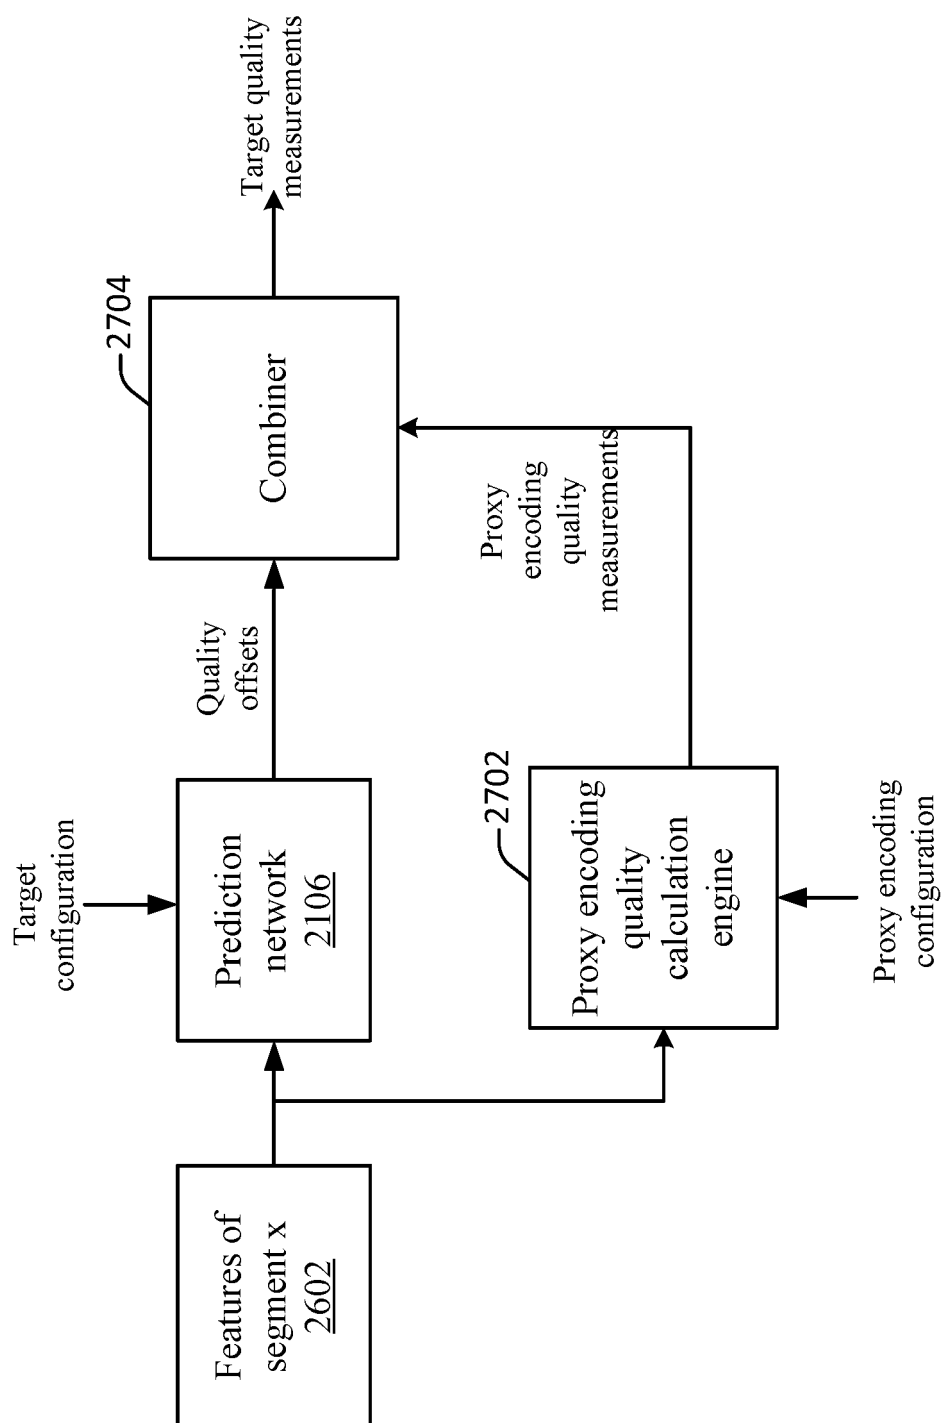 Features of
segment x
2602
Target
configuration
Prediction
network
2106
Quality
offsets
2704
Combiner
Target quality
measurements
2702
Proxy encoding
quality
calculation
engine
Proxy encoding
configuration
Proxy
encoding
quality
measurements